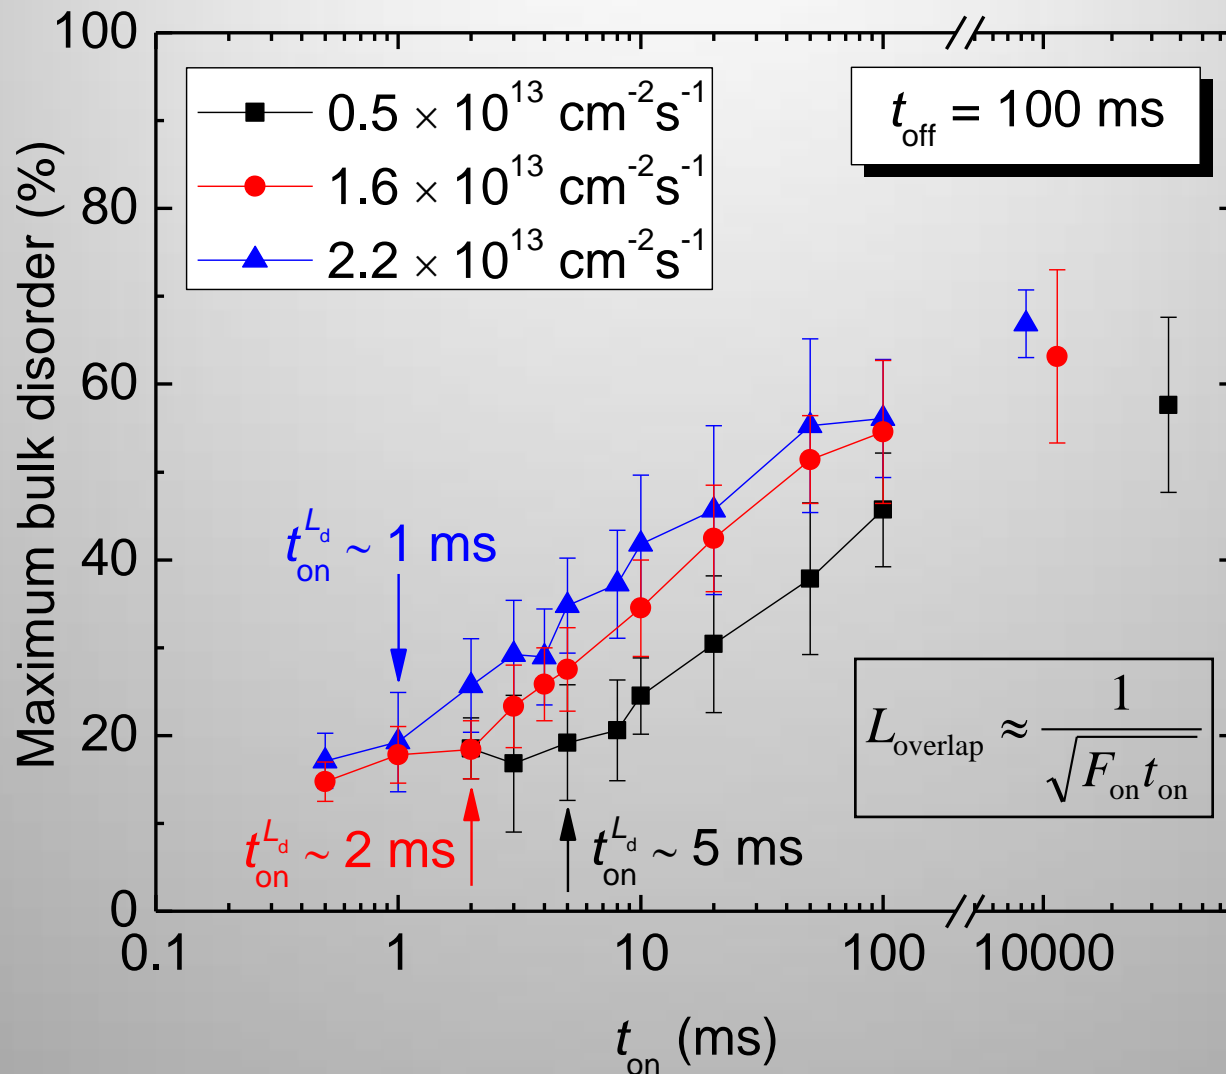 100
80
60
40
20
0
Maximum bulk disorder (%)
0.5 × 10^13 cm^-2s^-1
1.6 × 10^13 cm^-2s^-1
2.2 × 10^13 cm^-2s^-1
t_off = 100 ms
t_on^{L_d} ~ 1 ms
t_on^{L_d} ~ 2 ms
t_on^{L_d} ~ 5 ms
L_overlap ≈ 1/√(F_on t_on)
0.1 1 10 100 10000
t_on (ms)